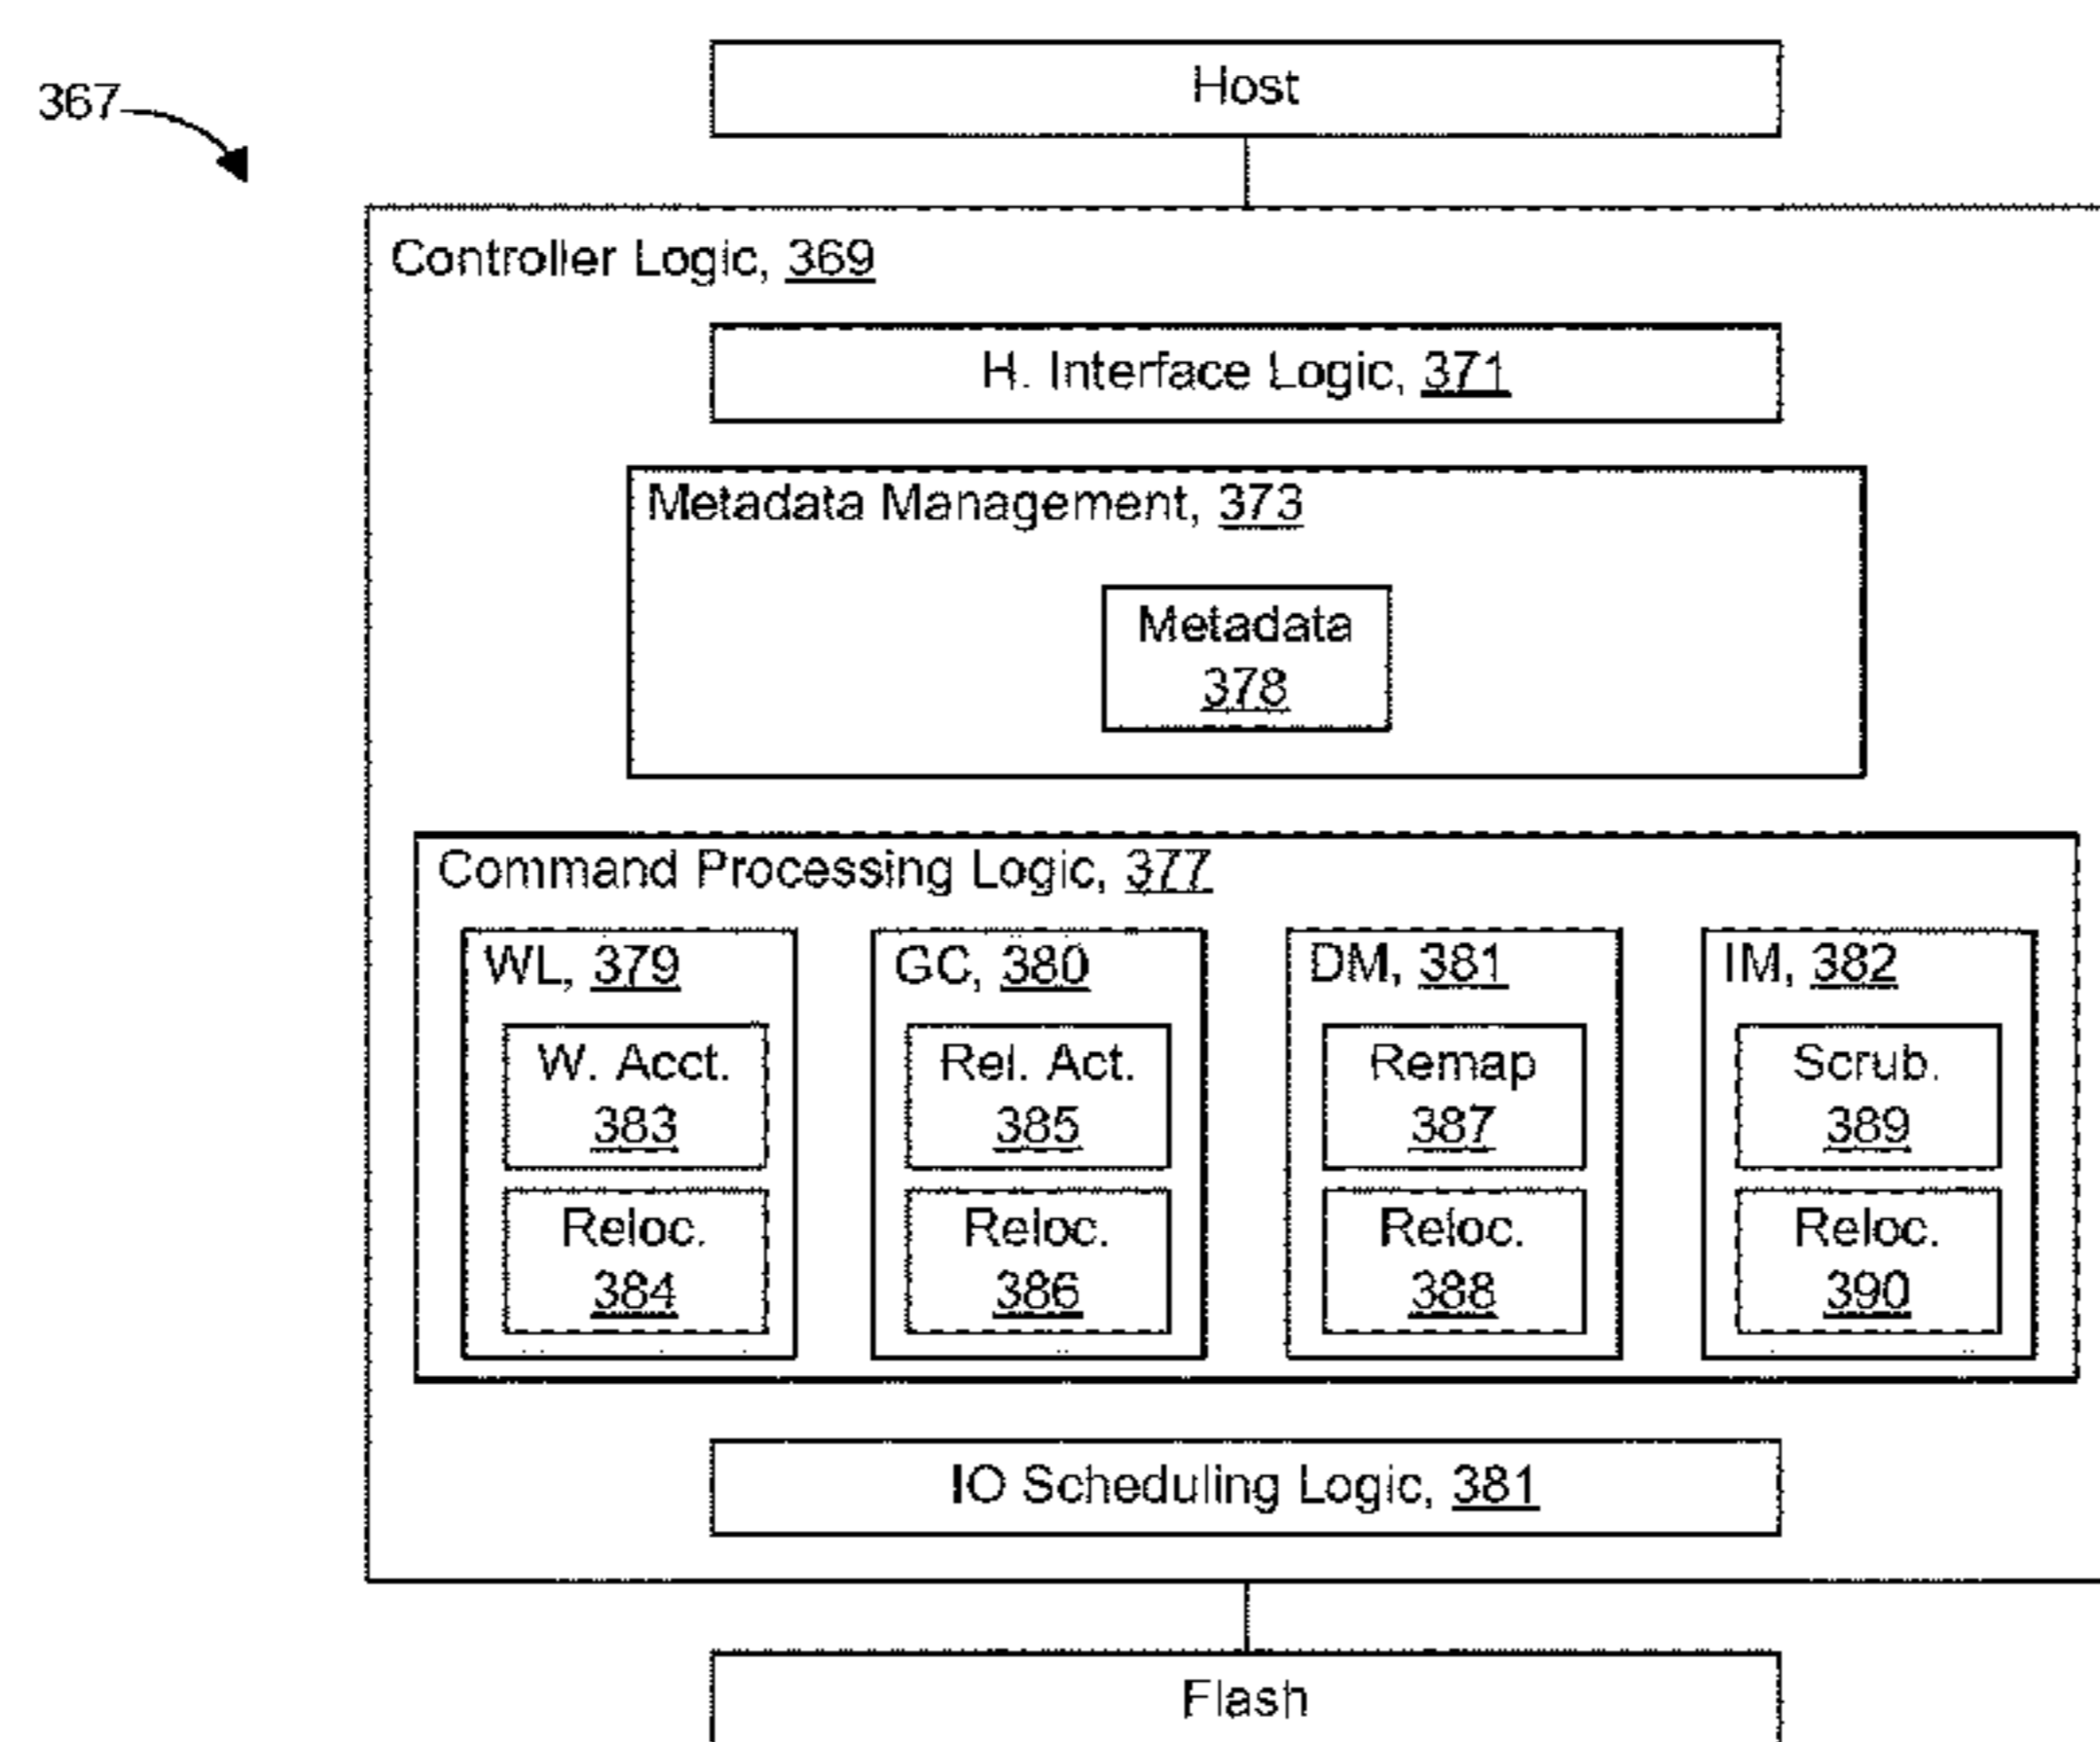 Host
367
Controller Logic, 369
H. Interface Logic, 371
Metadata Management, 373
Metadata
378
Command Processing Logic, 377
WL, 379
W. Acct.
383
Reloc.
384
GC, 380
Rel. Act.
385
Reloc.
386
DM, 381
Remap
387
Reloc.
388
IM, 382
Scrub.
389
Reloc.
390
IO Scheduling Logic, 381
Flash